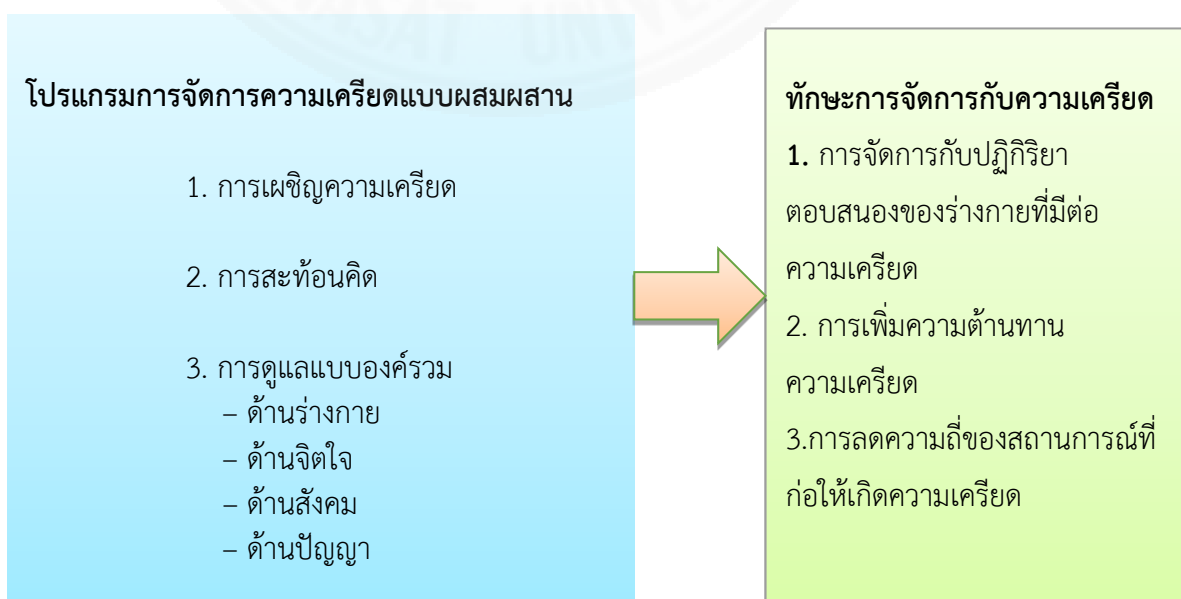 โปรแกรมการจัดการความเครียดแบบผสมผสาน
1. การเผชิญความเครียด
2. การสะท้อนคิด
3. การดูแลแบบองค์รวม
– ด้านร่างกาย
– ด้านจิตใจ
– ด้านสังคม
– ด้านปัญญา
ทักษะการจัดการกับความเครียด
1. การจัดการกับปฏิกิริยา
ตอบสนองของร่างกายที่มีต่อ
ความเครียด
2. การเพิ่มความต้านทาน
ความเครียด
3.การลดความถี่ของสถานการณ์ที่
ก่อให้เกิดความเครียด